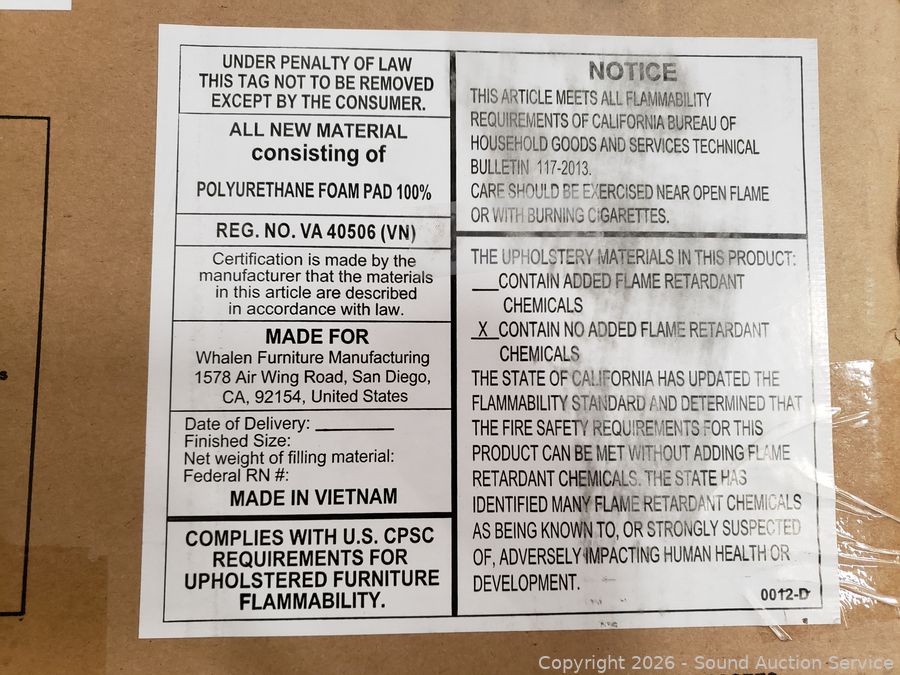 UNDER PENALTY OF LAW
THIS TAG NOT TO BE REMOVED
EXCEPT BY THE CONSUMER.
ALL NEW MATERIAL
consisting of
POLYURETHANE FOAM PAD 100%
REG. NO. VA 40506 (VN)
Certification is made by the
manufacturer that the materials
in this article are described
in accordance with law.
MADE FOR
Whalen Furniture Manufacturing
1578 Air Wing Road, San Diego,
CA, 92154, United States
Date of Delivery: ________
Finished Size:
Net weight of filling material:
Federal RN #:
MADE IN VIETNAM
COMPLIES WITH U.S. CPSC
REQUIREMENTS FOR
UPHOLSTERED FURNITURE
FLAMMABILITY.
NOTICE
THIS ARTICLE MEETS ALL FLAMMABILITY
REQUIREMENTS OF CALIFORNIA BUREAU OF
HOUSEHOLD GOODS AND SERVICES TECHNICAL
BULLETIN 117-2013.
CARE SHOULD BE EXERCISED NEAR OPEN FLAME
OR WITH BURNING CIGARETTES.
THE UPHOLSTERY MATERIALS IN THIS PRODUCT:
___CONTAIN ADDED FLAME RETARDANT
CHEMICALS
_X_CONTAIN NO ADDED FLAME RETARDANT
CHEMICALS
THE STATE OF CALIFORNIA HAS UPDATED THE
FLAMMABILITY STANDARD AND DETERMINED THAT
THE FIRE SAFETY REQUIREMENTS FOR THIS
PRODUCT CAN BE MET WITHOUT ADDING FLAME
RETARDANT CHEMICALS. THE STATE HAS
IDENTIFIED MANY FLAME RETARDANT CHEMICALS
AS BEING KNOWN TO, OR STRONGLY SUSPECTED
OF, ADVERSELY IMPACTING HUMAN HEALTH OR
DEVELOPMENT.
0012-D
Copyright 2026 - Sound Auction Service